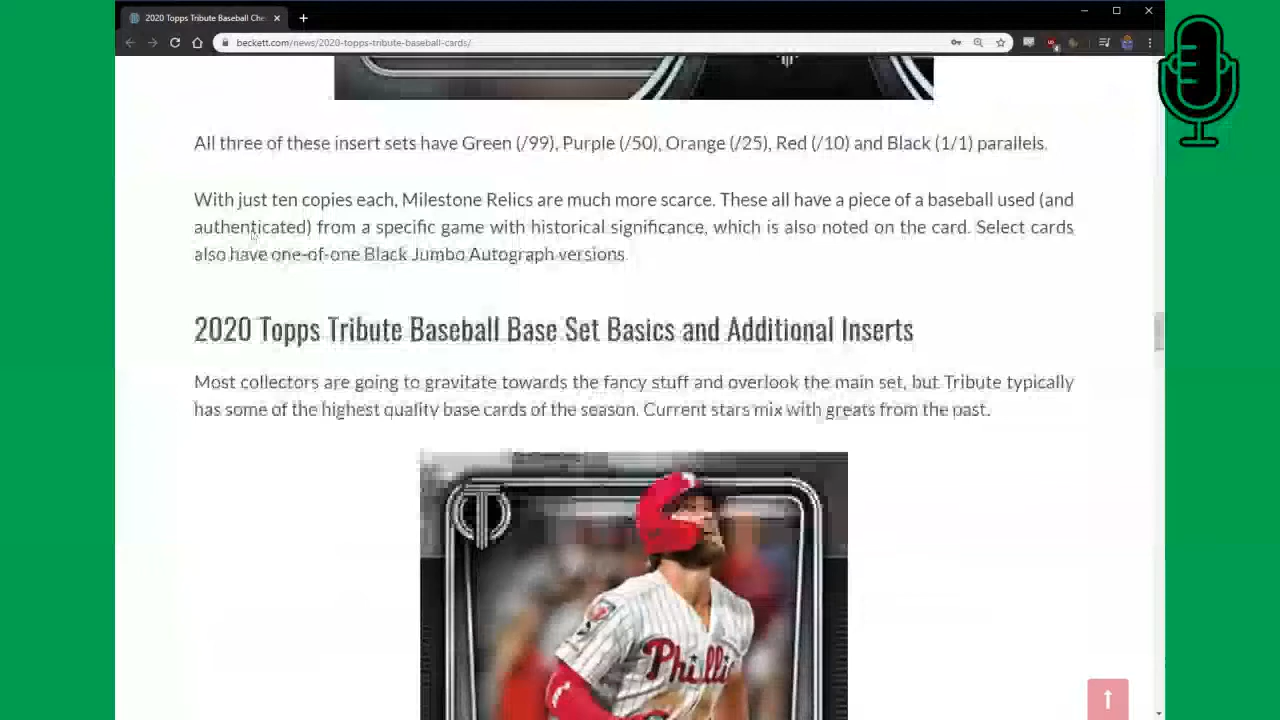 2020 Topps Tribute Baseball Che
beckett.com/news/2020-topps-tribute-baseball-cards/
All three of these insert sets have Green (/99), Purple (/50), Orange (/25), Red (/10) and Black (1/1) parallels.
With just ten copies each, Milestone Relics are much more scarce. These all have a piece of a baseball used (and
authenticated) from a specific game with historical significance, which is also noted on the card. Select cards
also have one-of-one Black Jumbo Autograph versions.
2020 Topps Tribute Baseball Base Set Basics and Additional Inserts
Most collectors are going to gravitate towards the fancy stuff and overlook the main set, but Tribute typically
has some of the highest quality base cards of the season. Current stars mix with greats from the past.
Phillie